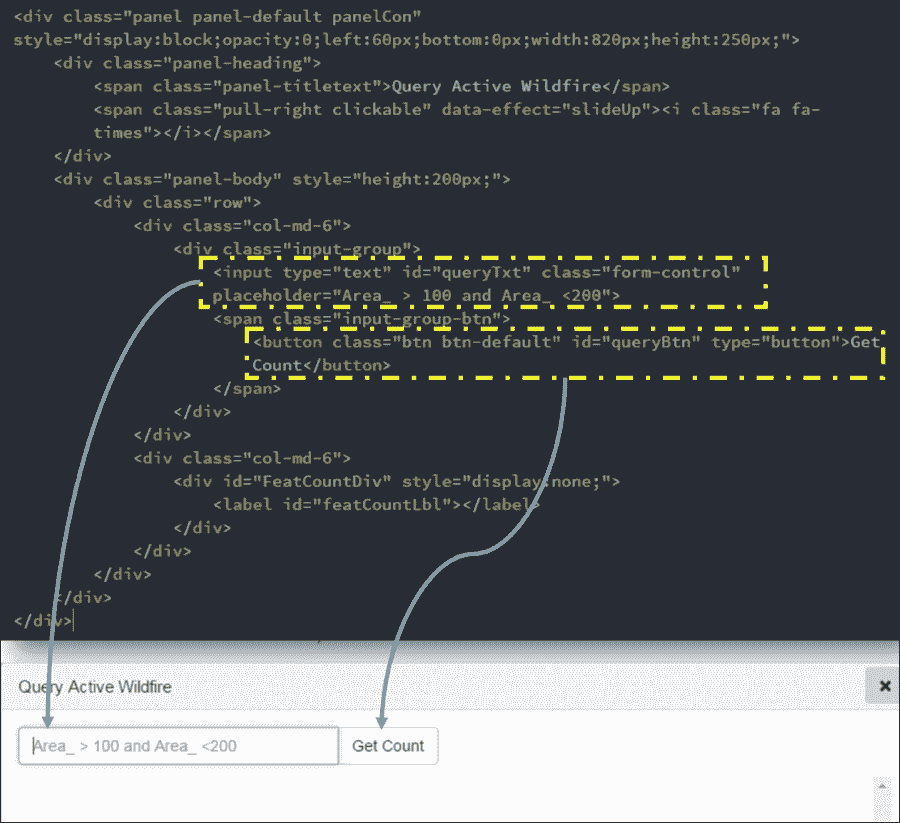 <div class="panel panel-default panelCon"
style="display:block;opacity:0;left:60px;bottom:0px;width:820px;height:250px;">
<div class="panel-heading">
<span class="panel-titletext">Query Active Wildfire</span>
<span class="pull-right clickable" data-effect="slideUp"><i class="fa fa-
times"></i></span>
</div>
<div class="panel-body" style="height:200px;">
<div class="row">
<div class="col-md-6">
<div class="input-group">
<input type="text" id="queryTxt" class="form-control"
placeholder="Area_ > 100 and Area_ <200">
<span class="input-group-btn">
<button class="btn btn-default" id="queryBtn" type="button">Get
Count</button>
</span>
</div>
</div>
<div class="col-md-6">
<div id="FeatCountDiv" style="display:none;">
<label id="featCountLbl"></label>
</div>
</div>
</div>
</div>
</div>
Query Active Wildfire
Area_ > 100 and Area_ <200 Get Count